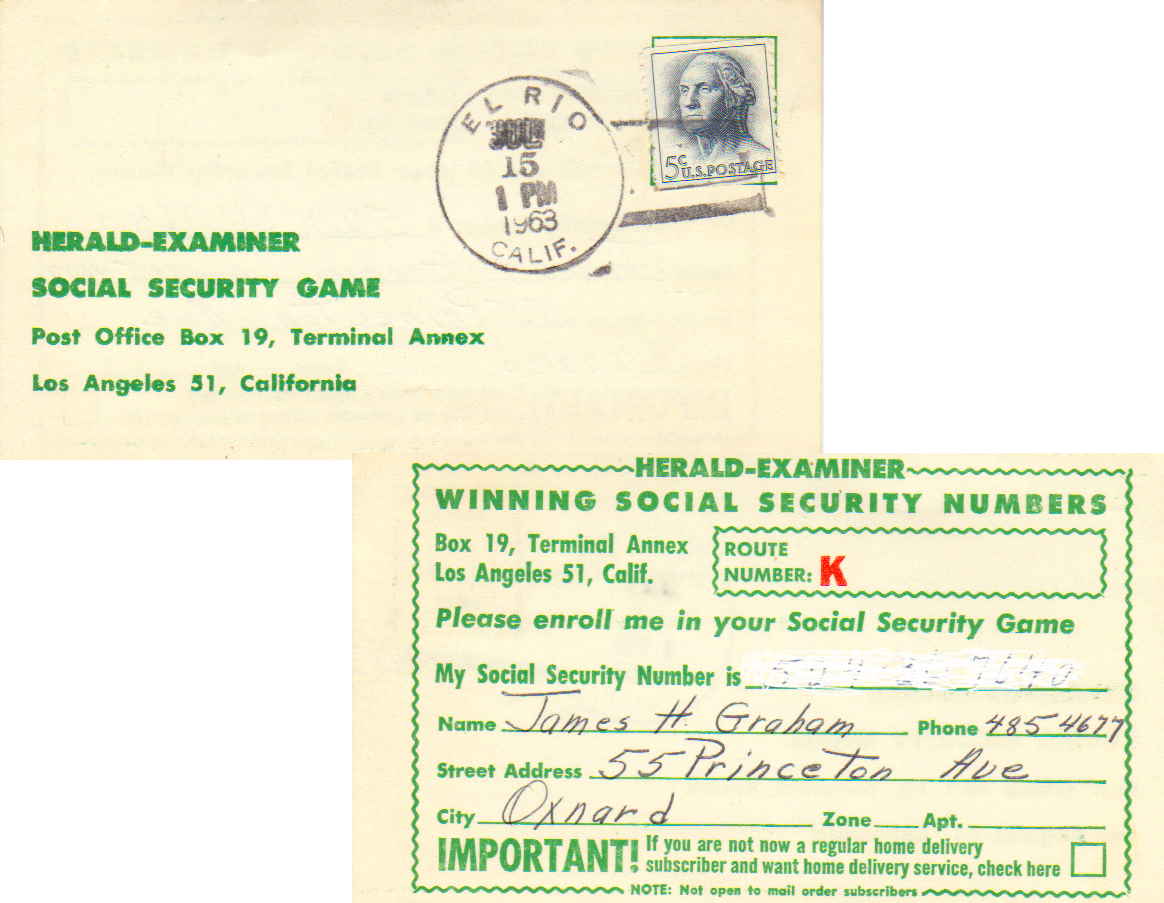 EL RIO
JUL
15
1 PM
1963
CALIF.
5c
U.S. POSTAGE
HERALD-EXAMINER
SOCIAL SECURITY GAME
Post Office Box 19, Terminal Annex
Los Angeles 51, California
HERALD-EXAMINER
WINNING SOCIAL SECURITY NUMBERS
Box 19, Terminal Annex
Los Angeles 51, Calif.
ROUTE
NUMBER: K
Please enroll me in your Social Security Game
My Social Security Number is
Name James H. Graham Phone 485 4677
Street Address 55 Princeton Ave
City Oxnard Zone Apt.
IMPORTANT! If you are not now a regular home delivery
subscriber and want home delivery service, check here
NOTE: Not open to mail order subscribers